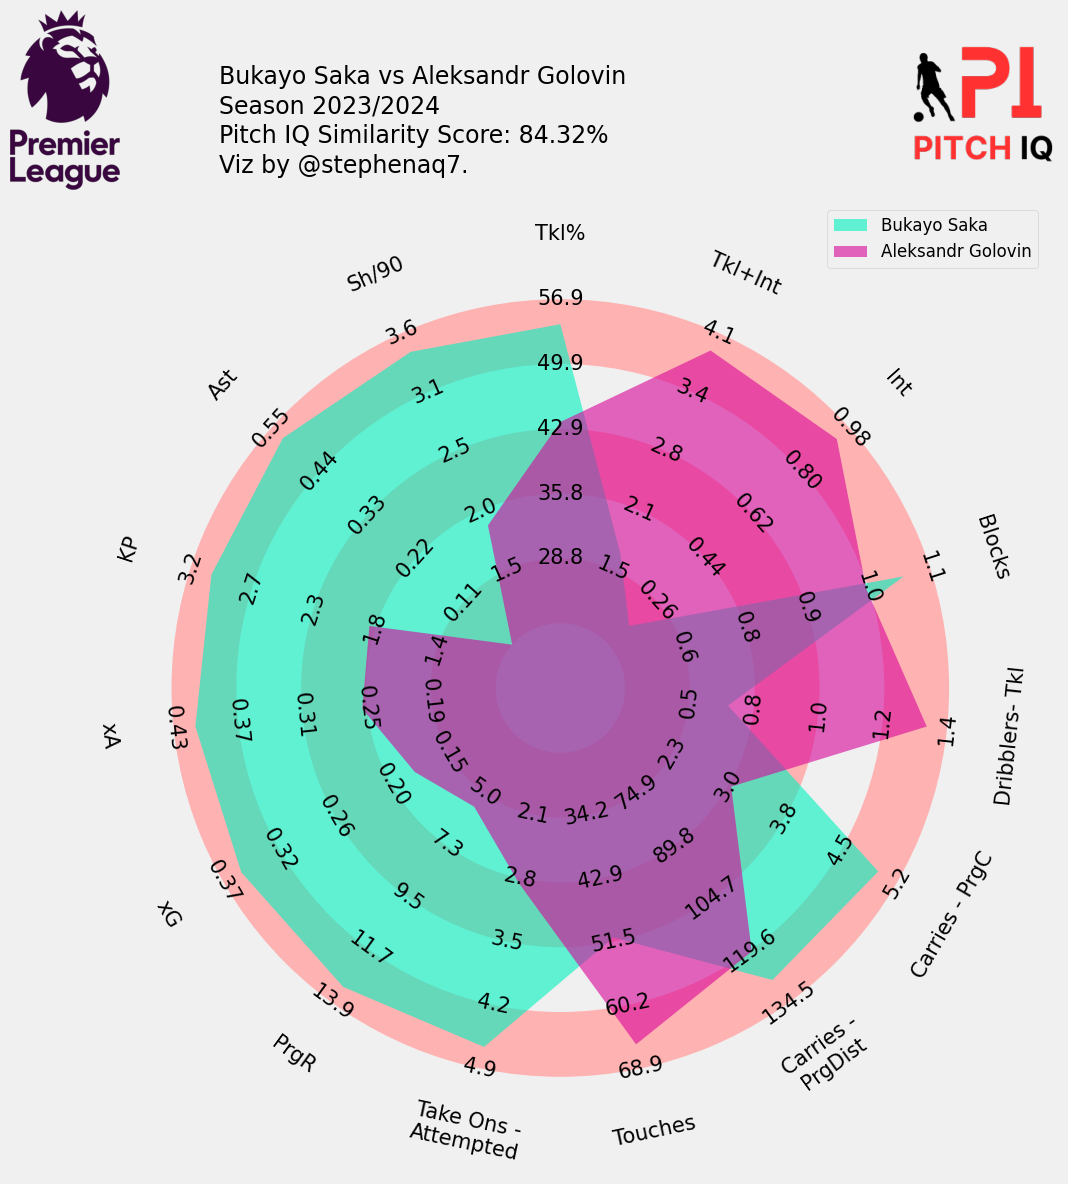 Bukayo Saka vs Aleksandr Golovin
Season 2023/2024
Pitch IQ Similarity Score: 84.32%
Viz by @stephenaq7.
Premier
League
PI
PITCH IQ
Bukayo Saka
Aleksandr Golovin
Tkl%
56.9
49.9
42.9
35.8
28.8
Tkl+Int
4.1
3.4
2.8
2.1
1.5
Int
0.98
0.80
0.62
0.44
0.26
Blocks
1.1
1.0
0.9
0.8
0.6
Dribblers- Tkl
1.4
1.2
1.0
0.8
0.5
Carries - PrgC
5.2
4.5
3.8
3.0
2.3
Carries -
PrgDist
134.5
119.6
104.7
89.8
74.9
Touches
68.9
60.2
51.5
42.9
34.2
Take Ons -
Attempted
4.9
4.2
3.5
2.8
2.1
PrgR
13.9
11.7
9.5
7.3
5.0
xG
0.37
0.32
0.26
0.20
0.15
xA
0.43
0.37
0.31
0.25
0.19
KP
3.2
2.7
2.3
1.8
1.4
Ast
0.55
0.44
0.33
0.22
0.11
Sh/90
3.6
3.1
2.5
2.0
1.5